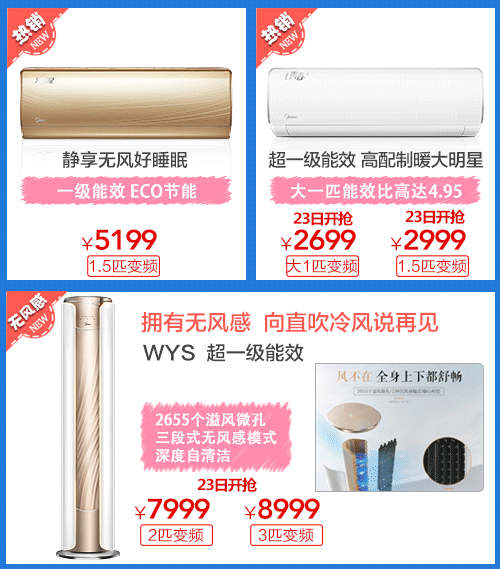 热销
NEW
Midea
静享无风好睡眠
一级能效 ECO节能
¥5199
1.5匹变频
热销
NEW
Midea
超一级能效 高配制暖大明星
大一匹能效比高达4.95
23日开抢
¥2699
大1匹变频
23日开抢
¥2999
1.5匹变频
无风感
NEW
拥有无风感 向直吹冷风说再见
WYS 超一级能效
2655个溢风微孔
三段式无风感模式
深度自清洁
风不在 全身上下都舒畅
23日开抢
¥7999
2匹变频
¥8999
3匹变频